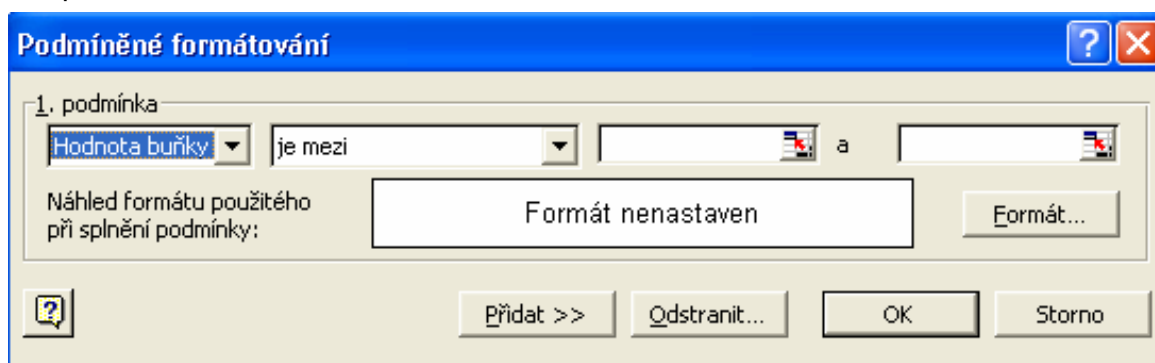 Podmíněné formátování
1. podmínka
Hodnota buňky je mezi a
Náhled formátu použitého
při splnění podmínky:
Formát nenastaven
Formát...
Přidat >> Odstranit... OK Storno